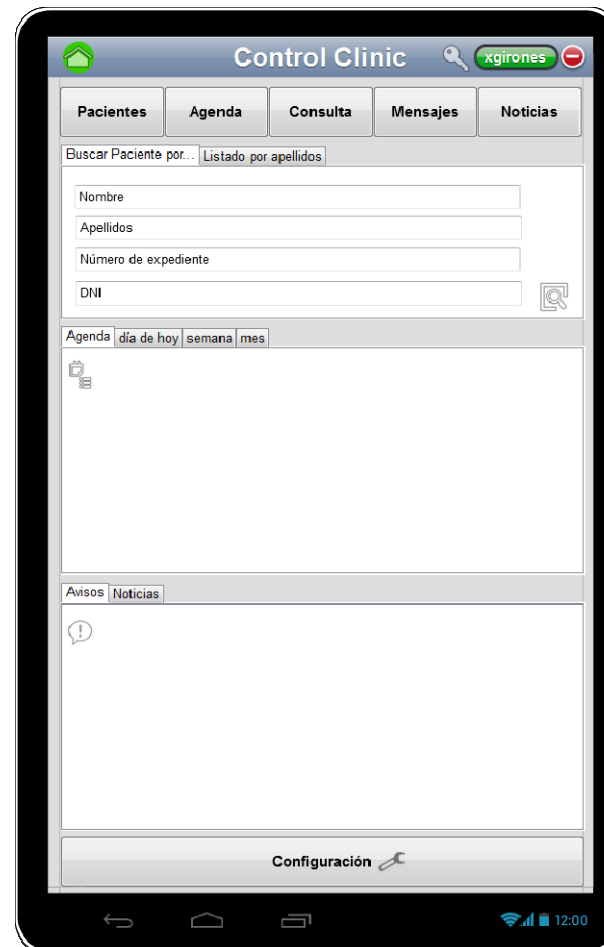 Control Clinic xgirones
Pacientes Agenda Consulta Mensajes Noticias
Buscar Paciente por... Listado por apellidos
Nombre
Apellidos
Número de expediente
DNI
Agenda día de hoy semana mes
Avisos Noticias
Configuración
12:00